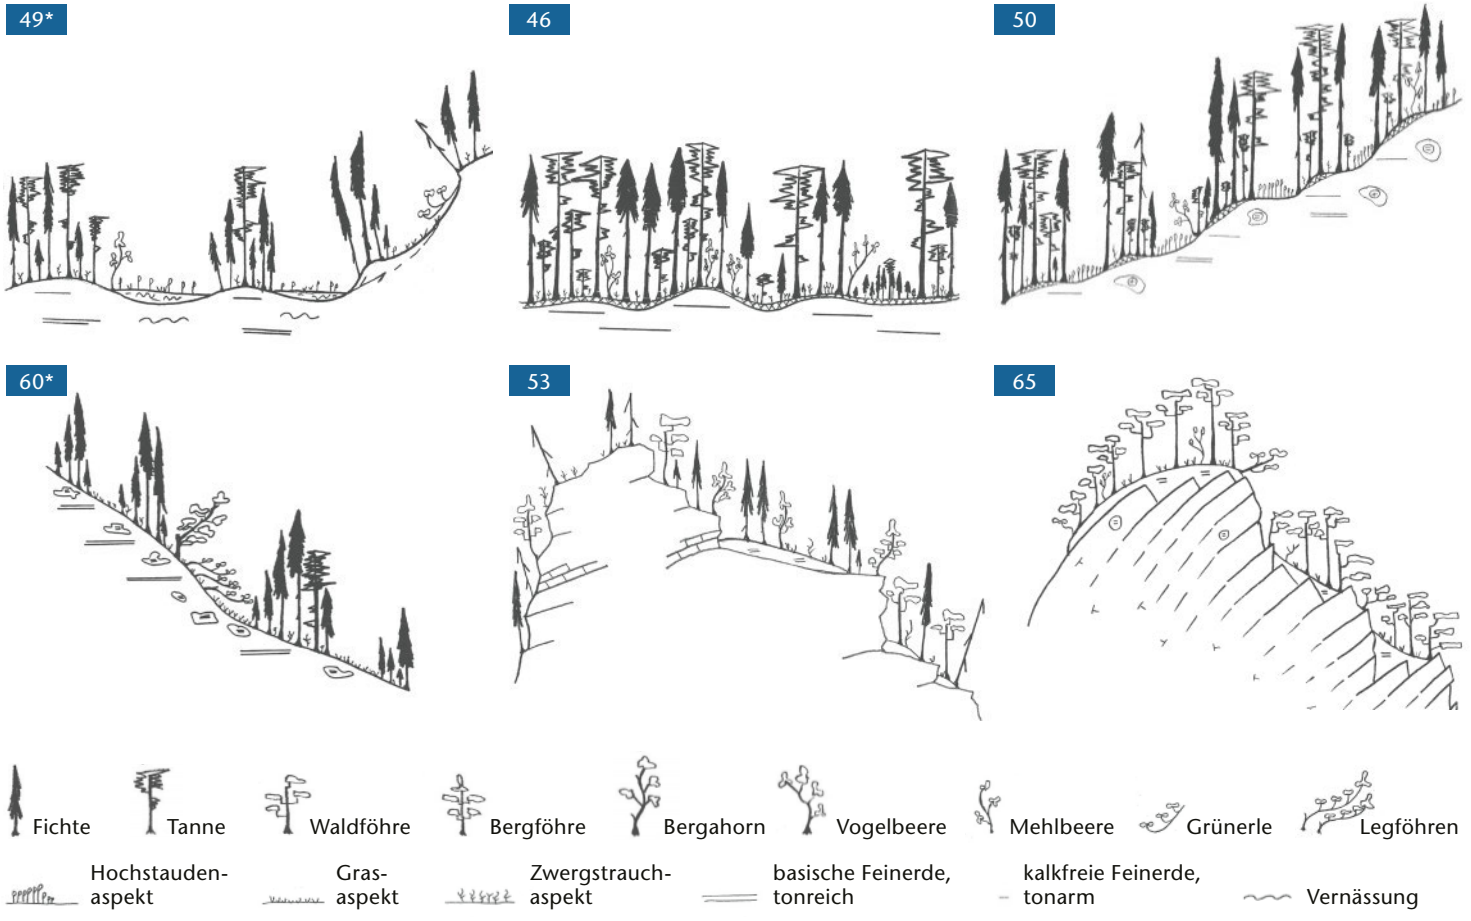 49*
46
50
60*
53
65
Fichte
Tanne
Waldföhre
Bergföhre
Bergahorn
Vogelbeere
Mehlbeere
Grünerle
Legföhren
Hochstauden-
aspekt
Gras-
aspekt
Zwergstrauch-
aspekt
basische Feinerde,
tonreich
kalkfreie Feinerde,
tonarm
Vernässung